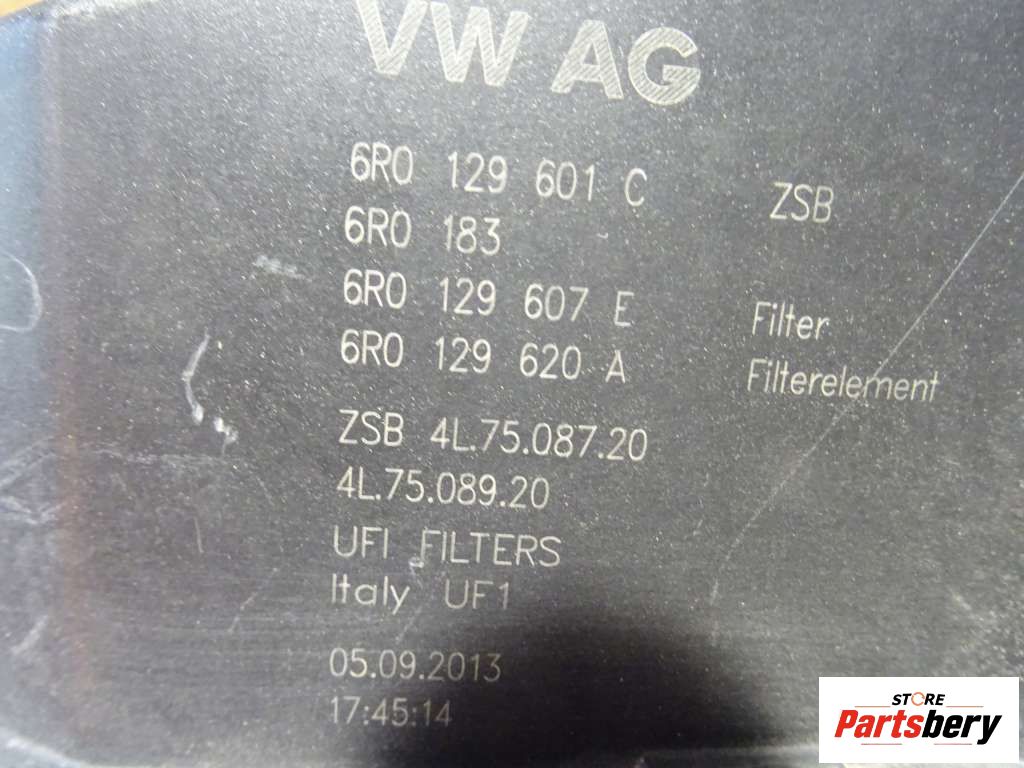 VW AG
6R0 129 601 C ZSB
6R0 183
6R0 129 607 E Filter
6R0 129 620 A Filterelement
ZSB 4L.75.087.20
4L.75.089.20
UFI FILTERS
Italy UF1
05.09.2013
17:45:14
STORE
Partsbery